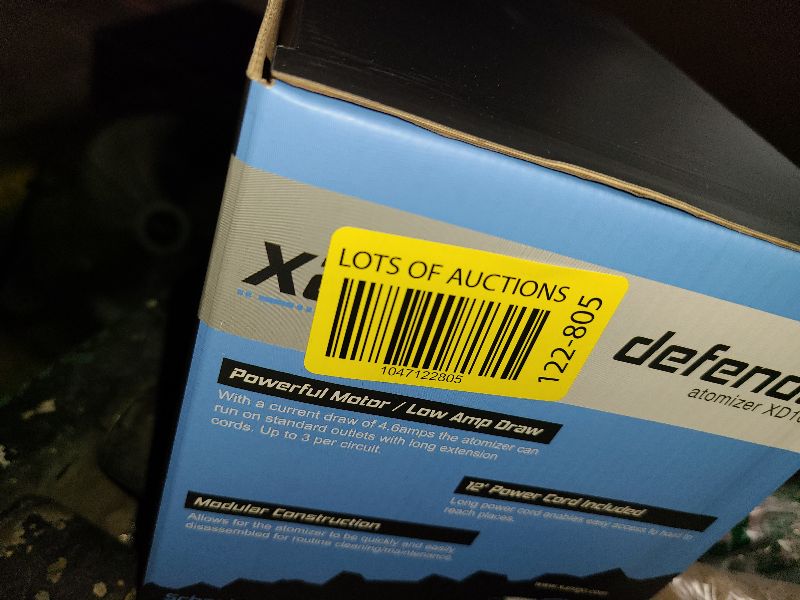 LOTS OF AUCTIONS
1047122805
122-805
atomizer
Powerful Motor / Low Amp Draw
With a current draw of 4.6amps the atomizer can
run on standard outlets with long extension
cords. Up to 3 per circuit.
12' Power Cord Included
Long power cord enables easy access to hard to
reach places.
Modular Construction
Allows for the atomizer to be quickly and easily
disassembled for routine cleaning/maintenance.